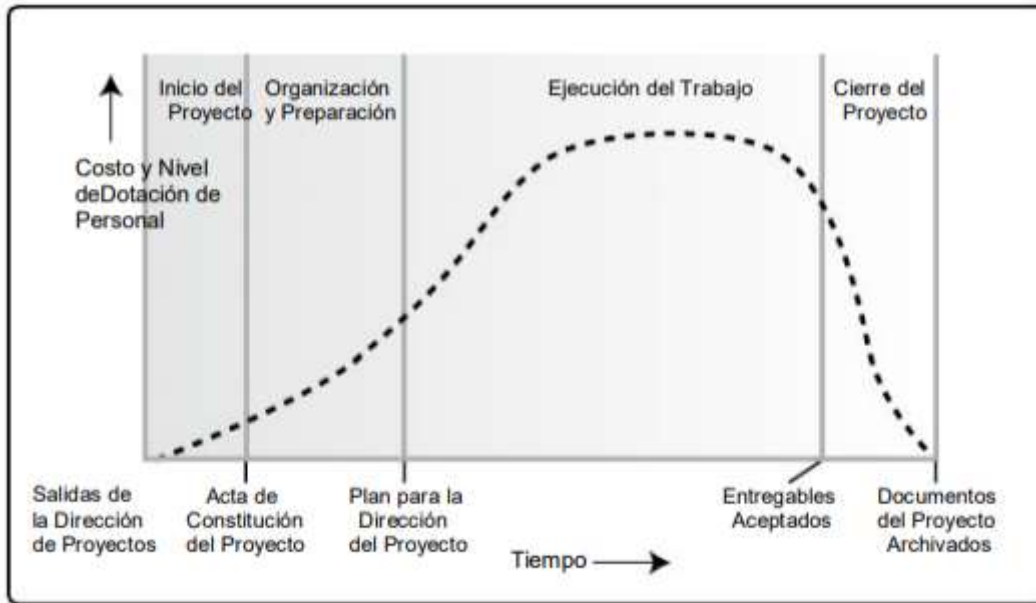 Inicio del
Proyecto
Organización
y Preparación
Ejecución del Trabajo
Cierre del
Proyecto
Costo y Nivel
deDotación de
Personal
Salidas de
la Dirección
de Proyectos
Acta de
Constitución
del Proyecto
Plan para la
Dirección
del Proyecto
Entregables
Aceptados
Documentos
del Proyecto
Archivados
Tiempo